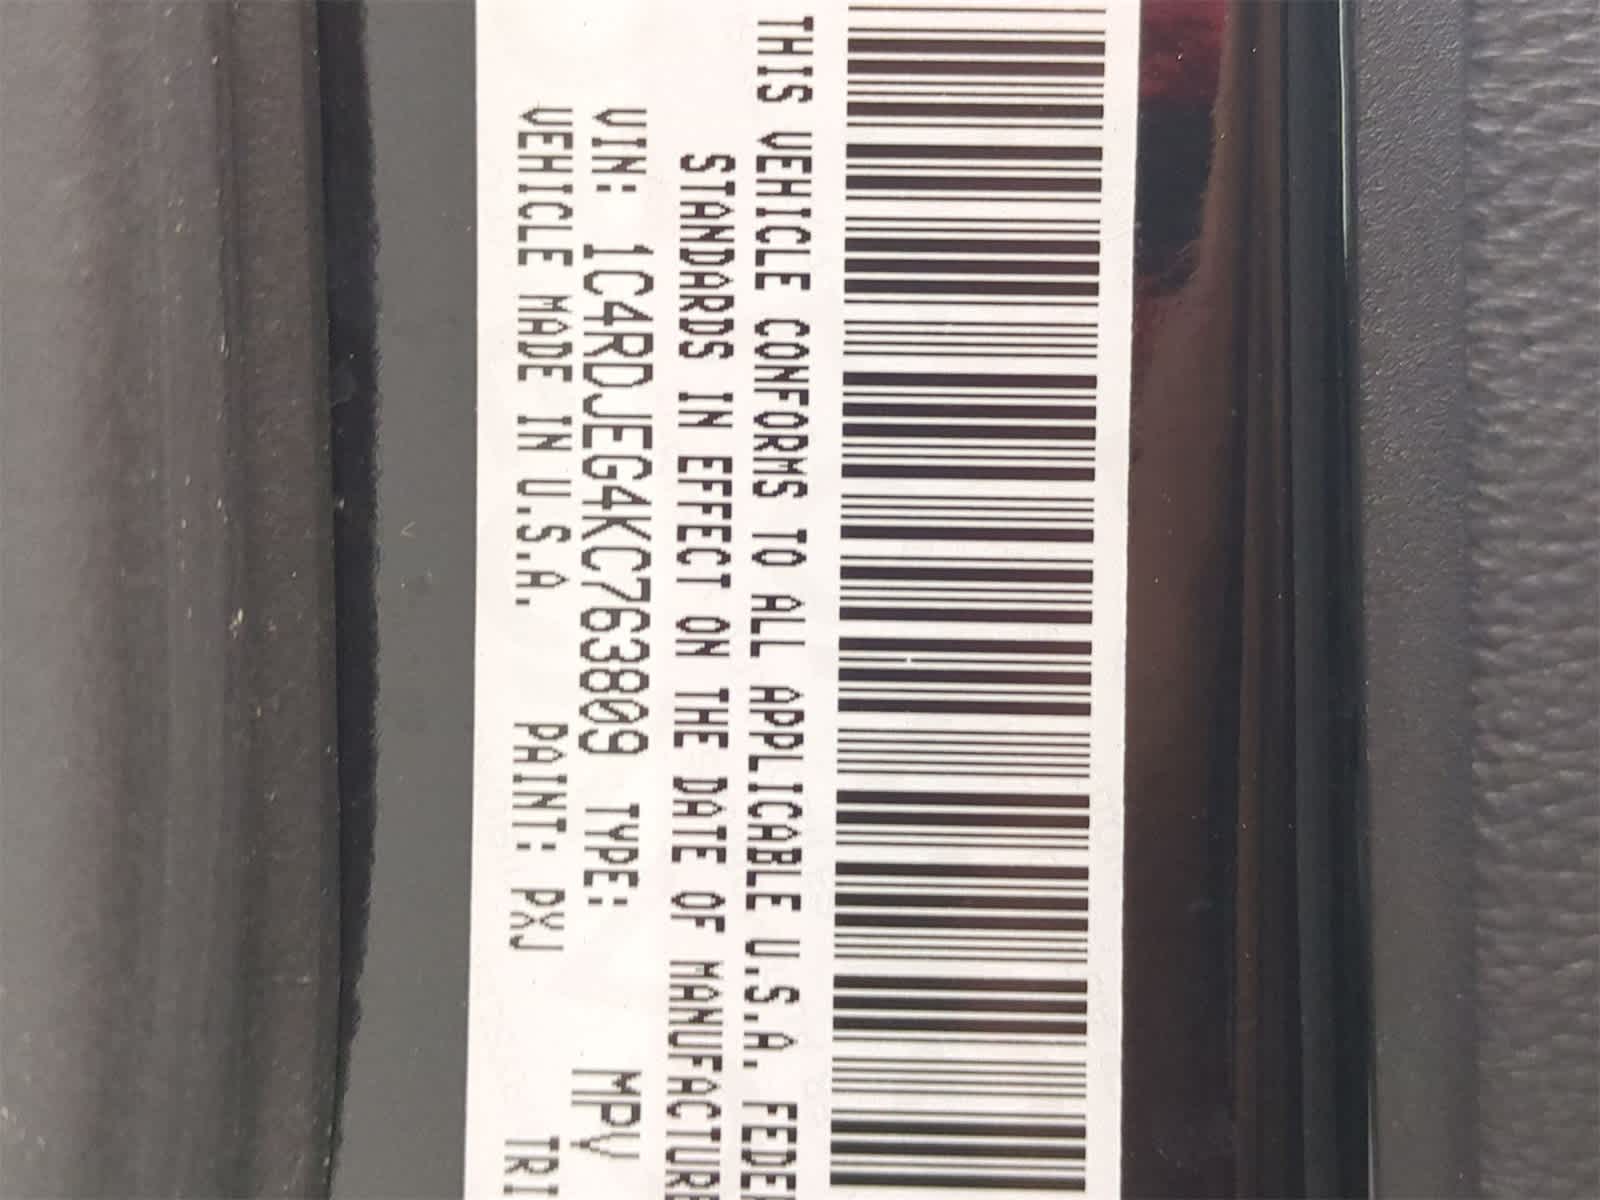 THIS VEHICLE CONFORMS TO ALL APPLICABLE U.S.A. FEDER
STANDARDS IN EFFECT ON THE DATE OF MANUFACTURE
VIN: 1C4RDJEG4KC763809 TYPE: MPV
VEHICLE MADE IN U.S.A. PAINT: PXJ TRI